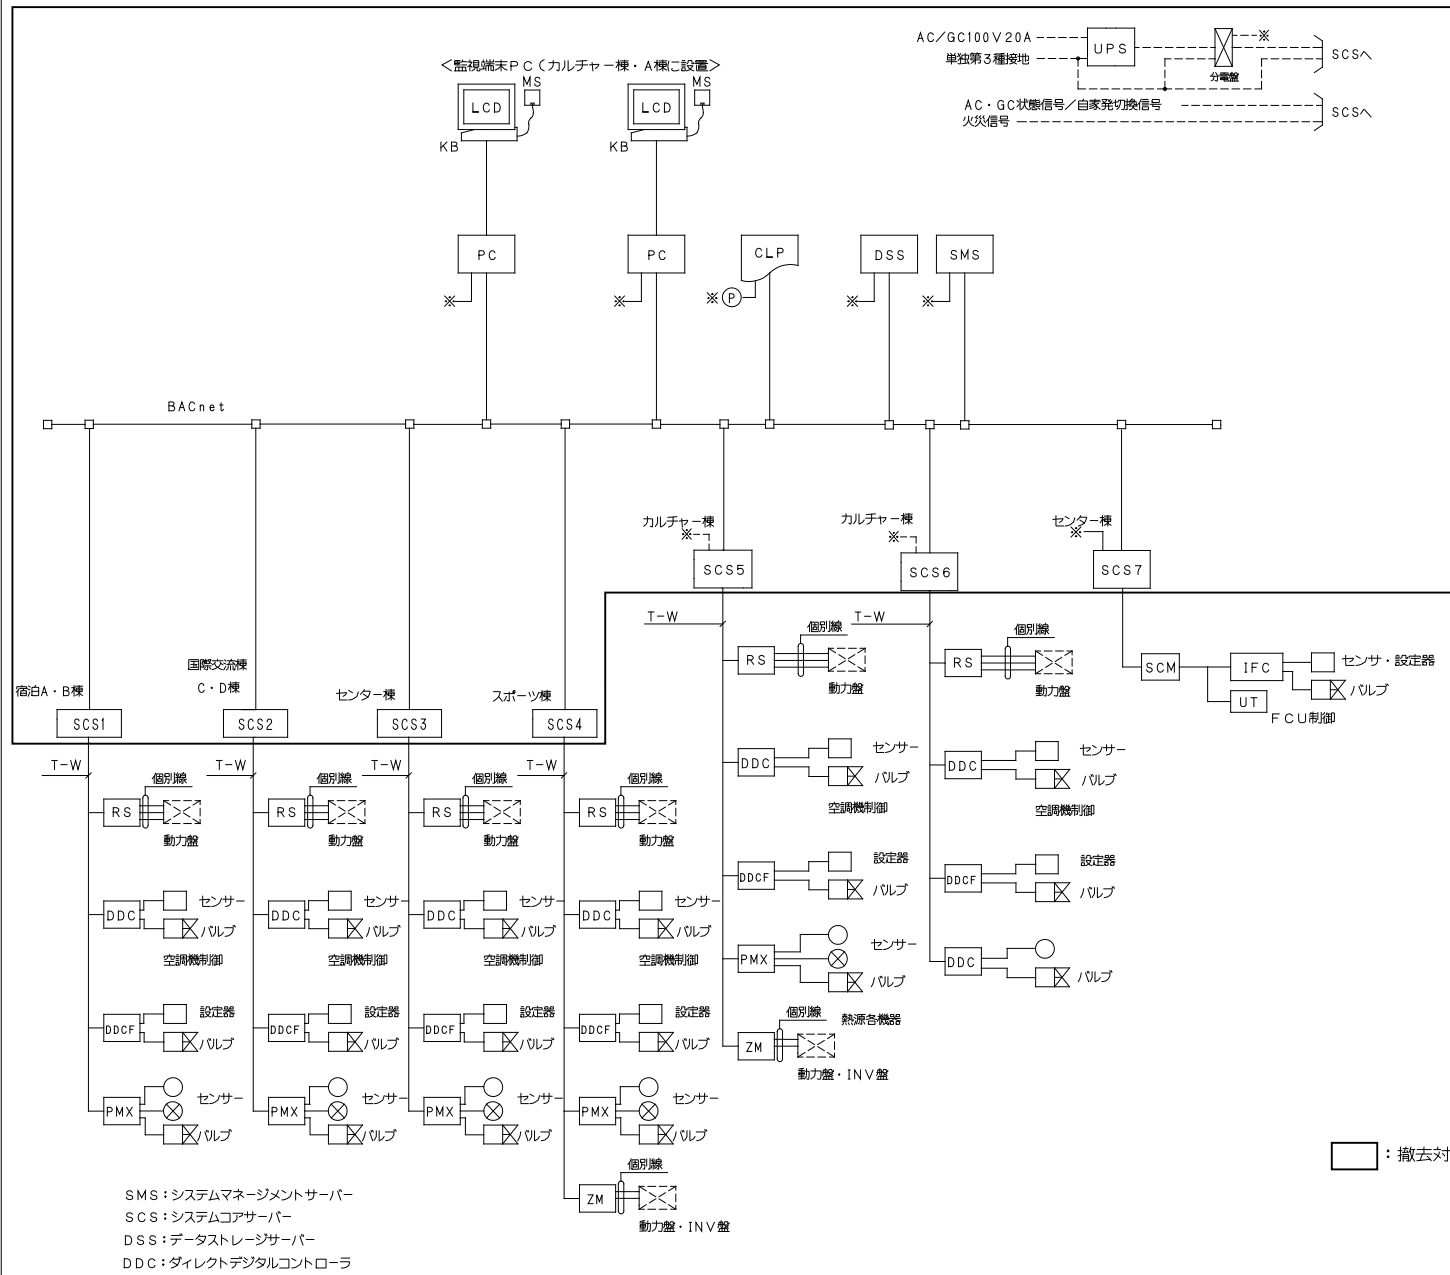 AC/GC100V20A
UPS
※
SCSへ
単独第3種接地
分電盤
AC・GC状態信号/自家発切換信号
火災信号
SCSへ
<監視端末PC(カルチャー棟・A棟に設置>
LCD
MS
KB
LCD
MS
KB
PC
※
PC
※
CLP
※ P
DSS
※
SMS
※
BACnet
カルチャー棟
※
SCS5
カルチャー棟
※
SCS6
センター棟
※
SCS7
宿泊A・B棟
SCS1
国際交流棟
C・D棟
SCS2
センター棟
SCS3
スポーツ棟
SCS4
T-W
個別線
RS
動力盤
DDC
センサー
バルブ
空調機制御
DDCF
設定器
バルブ
PMX
センサー
バルブ
ZM
個別線
熱源各機器
動力盤・INV盤
T-W
個別線
RS
動力盤
DDC
センサー
バルブ
空調機制御
DDCF
設定器
バルブ
DDC
バルブ
SCM
IFC
センサ・設定器
バルブ
UT
FCU制御
T-W
個別線
RS
動力盤
DDC
センサー
バルブ
空調機制御
DDCF
設定器
バルブ
PMX
センサー
バルブ
T-W
個別線
RS
動力盤
DDC
センサー
バルブ
空調機制御
DDCF
設定器
バルブ
PMX
センサー
バルブ
T-W
個別線
RS
動力盤
DDC
センサー
バルブ
空調機制御
DDCF
設定器
バルブ
PMX
センサー
バルブ
T-W
個別線
RS
動力盤
DDC
センサー
バルブ
空調機制御
DDCF
設定器
バルブ
PMX
センサー
バルブ
個別線
ZM
動力盤・INV盤
:撤去対
SMS:システムマネージメントサーバー
SCS:システムコアサーバー
DSS:データストレージサーバー
DDC:ダイレクトデジタルコントローラ